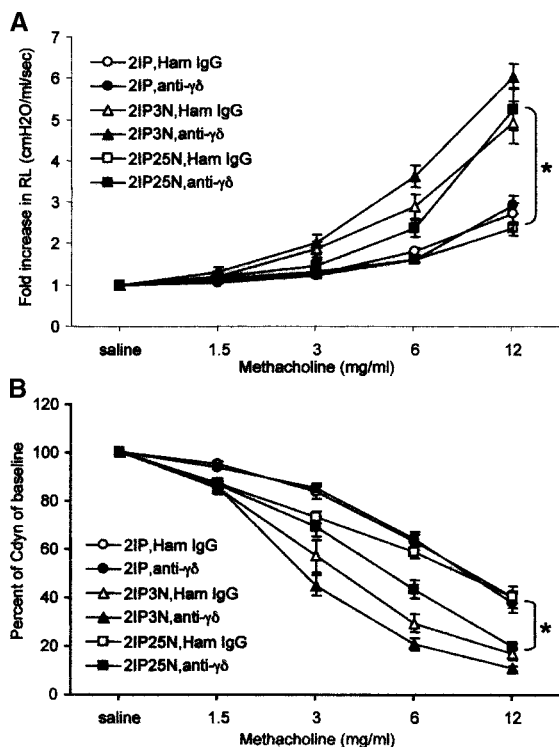 A
Fold increase in RL (cmH2O/ml/sec)
7
6
5
4
3
2
1
0
2IP,Ham IgG
2IP,anti-γδ
2IP3N,Ham IgG
2IP3N,anti-γδ
2IP25N,Ham IgG
2IP25N,anti-γδ
*
saline 1.5 3 6 12
Methacholine (mg/ml)
B
Percent of Cdyn of baseline
120
100
80
60
40
20
0
2IP,Ham IgG
2IP,anti-γδ
2IP3N,Ham IgG
2IP3N,anti-γδ
2IP25N,Ham IgG
2IP25N,anti-γδ
*
saline 1.5 3 6 12
Methacholine (mg/ml)